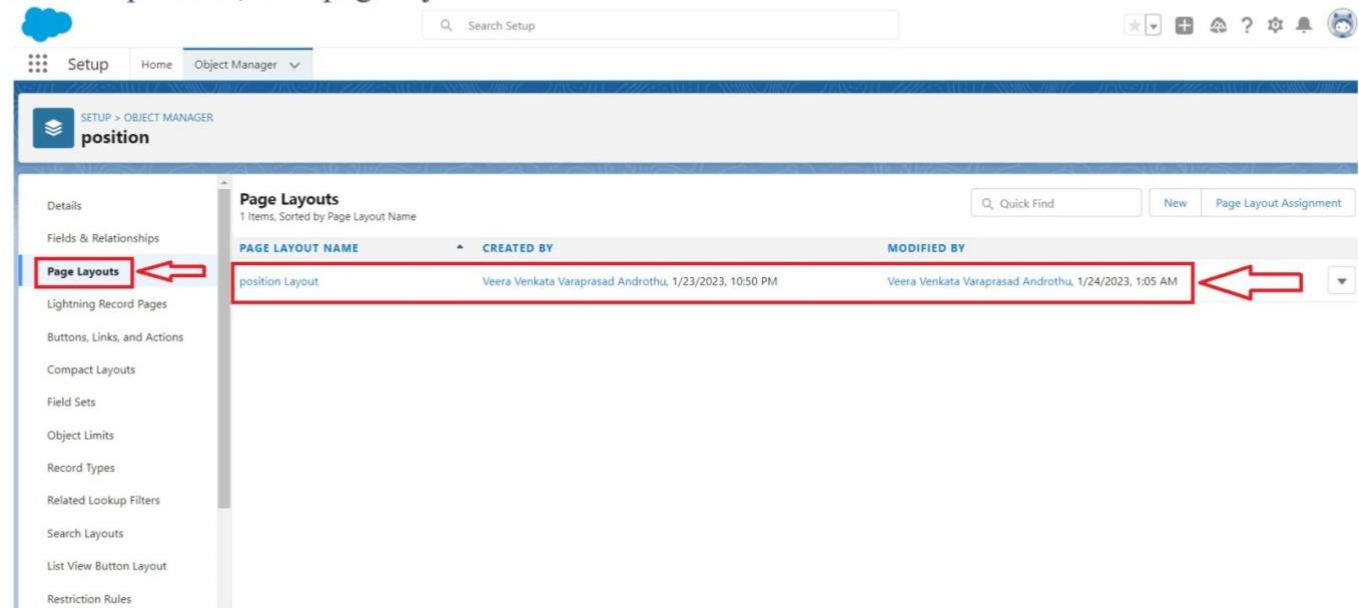 Search Setup
Setup Home Object Manager
SETUP > OBJECT MANAGER
position
Details
Fields & Relationships
Page Layouts
Lightning Record Pages
Buttons, Links, and Actions
Compact Layouts
Field Sets
Object Limits
Record Types
Related Lookup Filters
Search Layouts
List View Button Layout
Restriction Rules
Page Layouts
1 Items, Sorted by Page Layout Name
Quick Find New Page Layout Assignment
PAGE LAYOUT NAME CREATED BY MODIFIED BY
position Layout Veera Venkata Varaprasad Androthu, 1/23/2023, 10:50 PM Veera Venkata Varaprasad Androthu, 1/24/2023, 1:05 AM